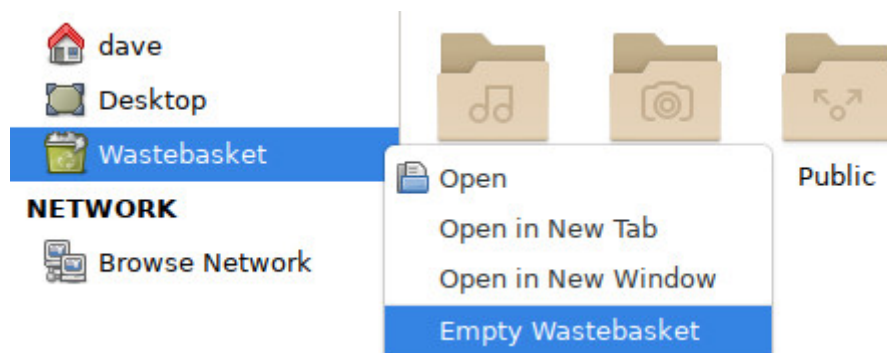 dave
Desktop
Wastebasket
NETWORK
Browse Network
Public
Open
Open in New Tab
Open in New Window
Empty Wastebasket